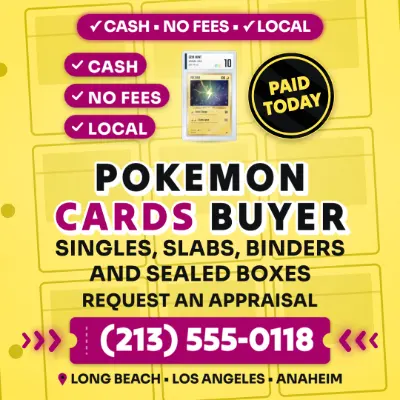 ✓ CASH ▪ NO FEES ▪ ✓ LOCAL
✓ CASH
✓ NO FEES
✓ LOCAL
10
PAID
TODAY
POKEMON
CARDS BUYER
SINGLES, SLABS, BINDERS
AND SEALED BOXES
REQUEST AN APPRAISAL
(213) 555-0118
LONG BEACH ▪ LOS ANGELES ▪ ANAHEIM